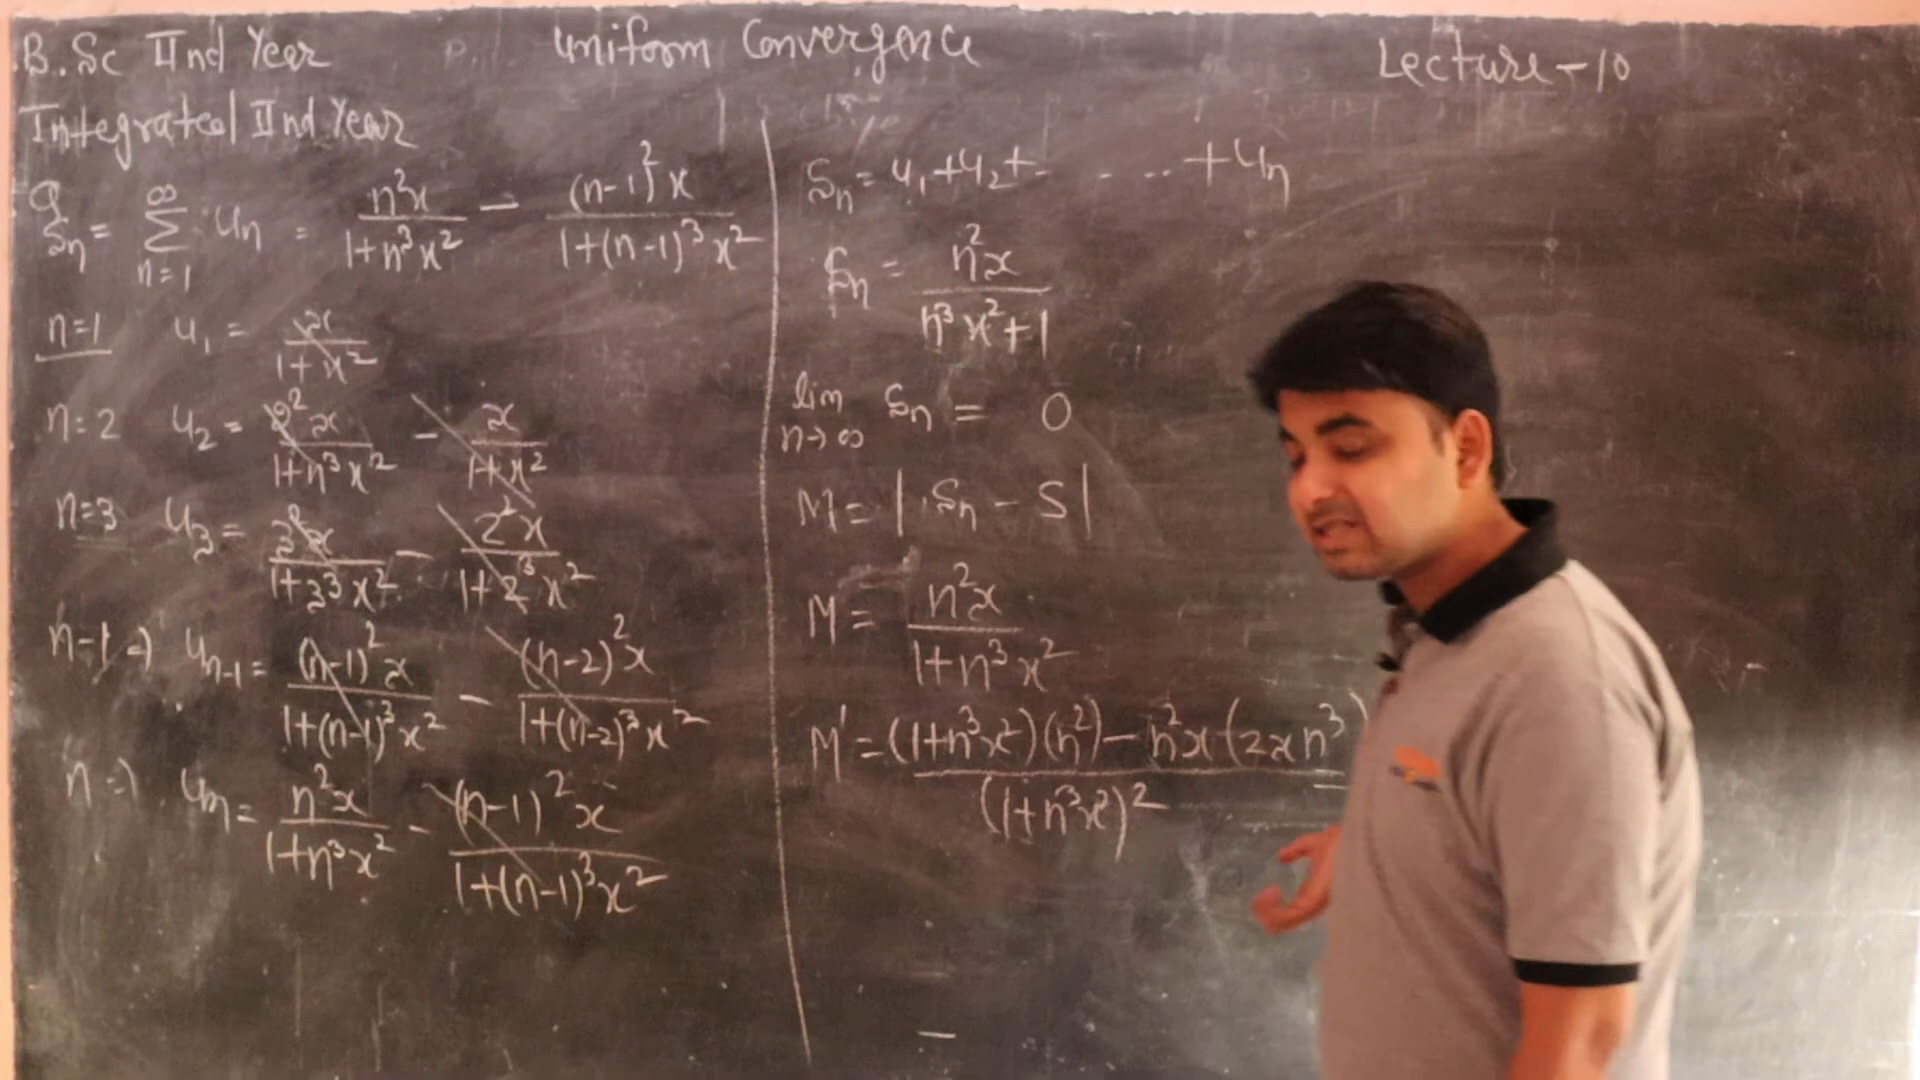 B.Sc IInd Year
Uniform Convergence
Lecture-10
Integrated IInd Year
Sn = ∑_{n=1}^{∞} un = n²x/(1+n³x²) - (n-1)²x/(1+(n-1)³x²)
n=1 u₁ = x/(1+x²)
n=2 u₂ = 2²x/(1+n³x²) - x/(1+x²)
n=3 u₃ = 3²x/(1+3³x²) - 2²x/(1+2³x²)
n-1 ⇒ u_{n-1} = (n-1)²x/(1+(n-1)³x²) - (n-2)²x/(1+(n-2)³x²)
n ⇒ un = n²x/(1+n³x²) - (n-1)²x/(1+(n-1)³x²)
Sn = u₁+u₂+ - - - .. +un
Sn = n²x/(n³x²+1)
lim n→∞ Sn = 0
M = |Sn - S|
M = n²x/(1+n³x²)
M' = (1+n³x²)(n²) - n²x(2xn³)/(1+n³x²)²